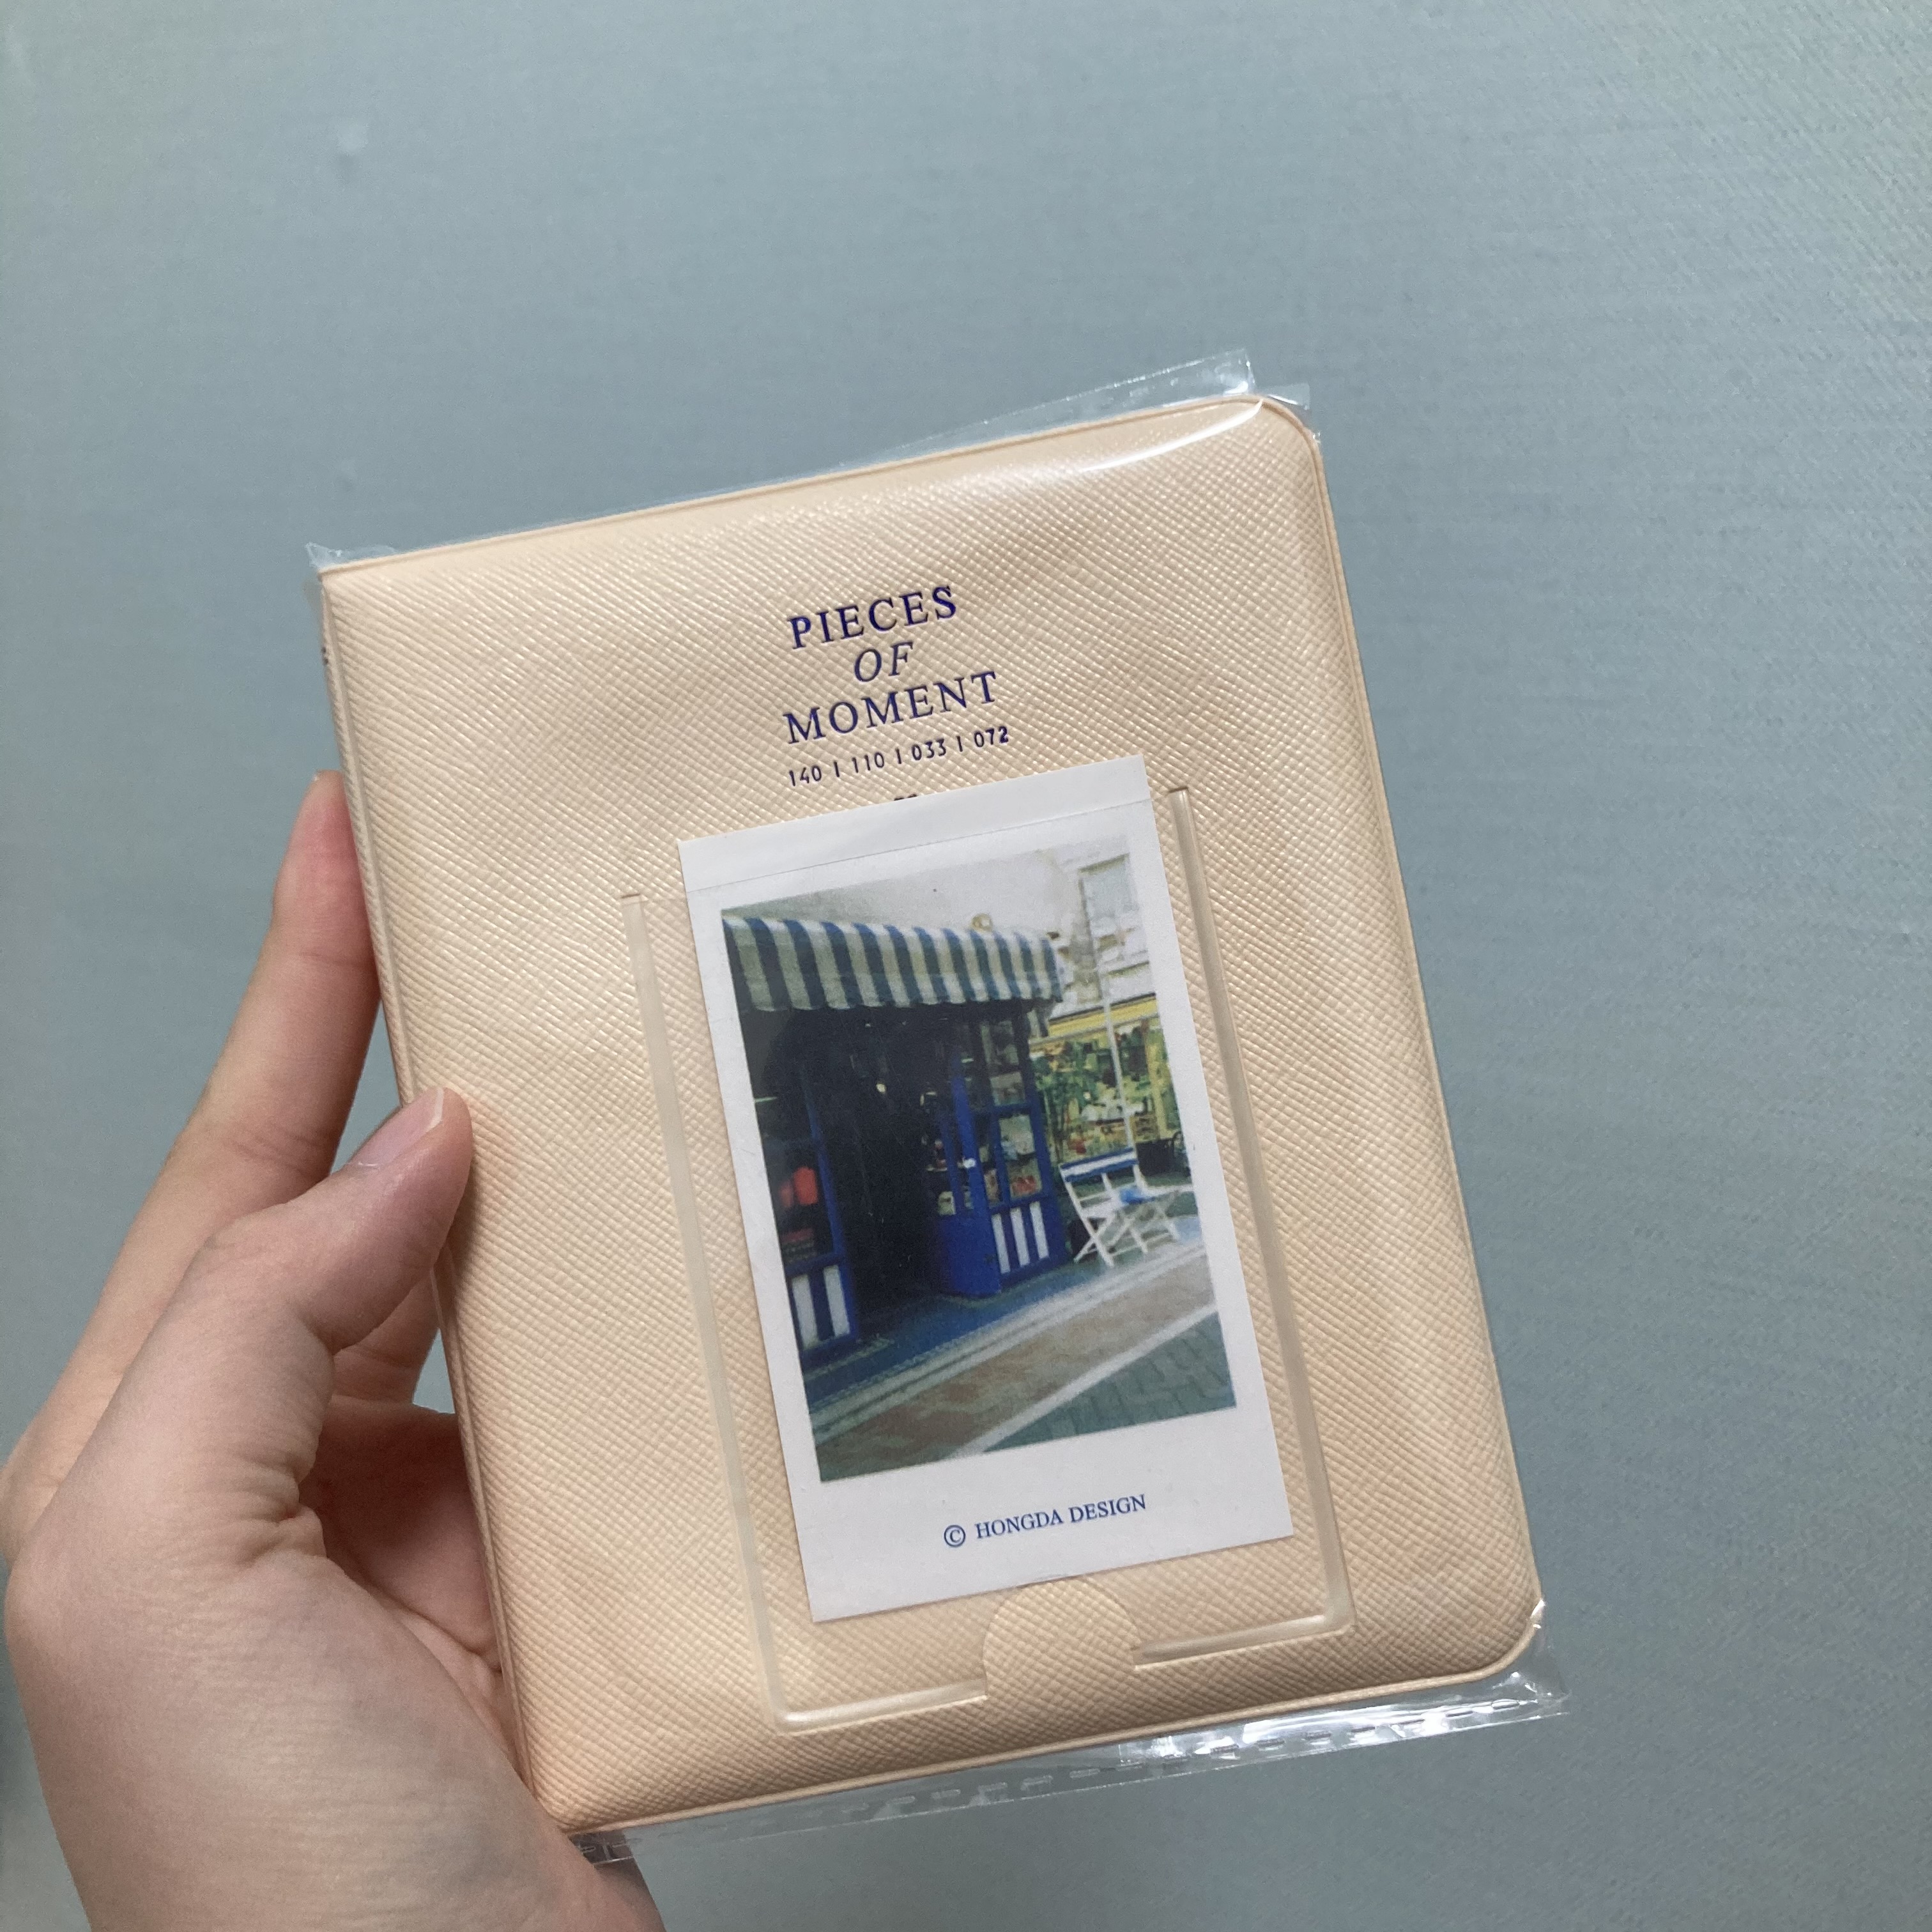 PIECES
OF
MOMENT
140 | 110 | 033 | 072
© HONGDA DESIGN